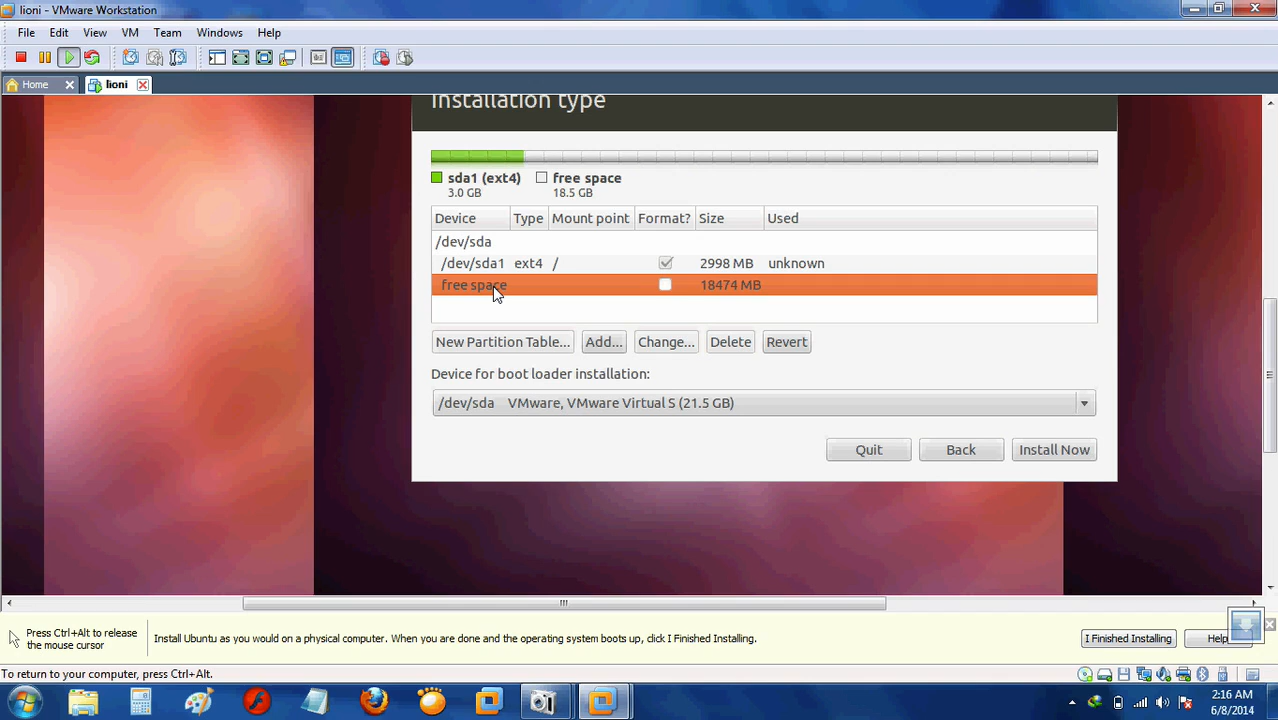 lioni - VMware Workstation
File Edit View VM Team Windows Help
Home lioni
Installation type
sda1 (ext4) free space
3.0 GB 18.5 GB
Device Type Mount point Format? Size Used
/dev/sda
/dev/sda1 ext4 / 2998 MB unknown
free space 18474 MB
New Partition Table... Add... Change... Delete Revert
Device for boot loader installation:
/dev/sda VMware, VMware Virtual S (21.5 GB)
Quit Back Install Now
Press Ctrl+Alt to release
the mouse cursor
Install Ubuntu as you would on a physical computer. When you are done and the operating system boots up, click I Finished Installing.
I Finished Installing Help
To return to your computer, press Ctrl+Alt.
2:16 AM
6/8/2014